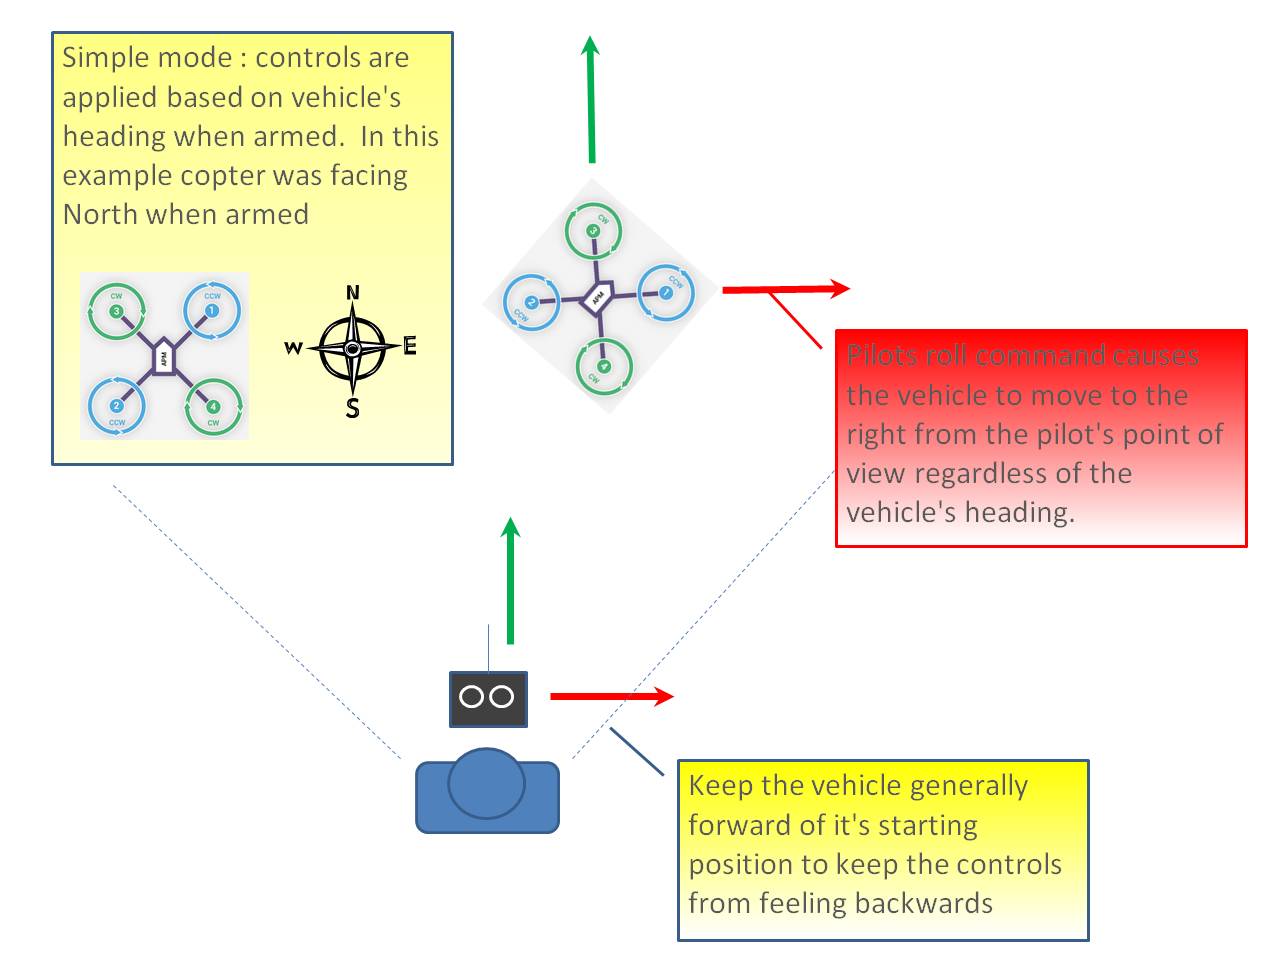 Simple mode : controls are
applied based on vehicle's
heading when armed.  In this
example copter was facing
North when armed
CW
3
CCW
1
APM
2
CCW
4
CW
N
W
E
S
CW
3
CCW
1
2
CCW
APM
4
CW
Pilots roll command causes
the vehicle to move to the
right from the pilot's point of
view regardless of the
vehicle's heading.
Keep the vehicle generally
forward of it's starting
position to keep the controls
from feeling backwards